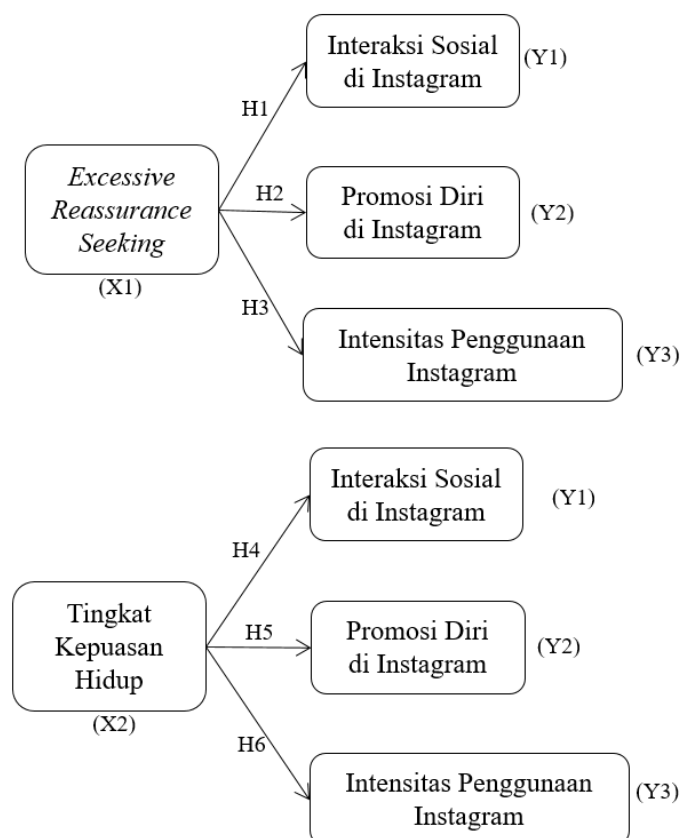 Interaksi Sosial
di Instagram
(Y1)
H1
Excessive
Reassurance
Seeking
(X1)
H2
Promosi Diri
di Instagram
(Y2)
H3
Intensitas Penggunaan
Instagram
(Y3)
Interaksi Sosial
di Instagram
(Y1)
H4
Tingkat
Kepuasan
Hidup
(X2)
H5
Promosi Diri
di Instagram
(Y2)
H6
Intensitas Penggunaan
Instagram
(Y3)